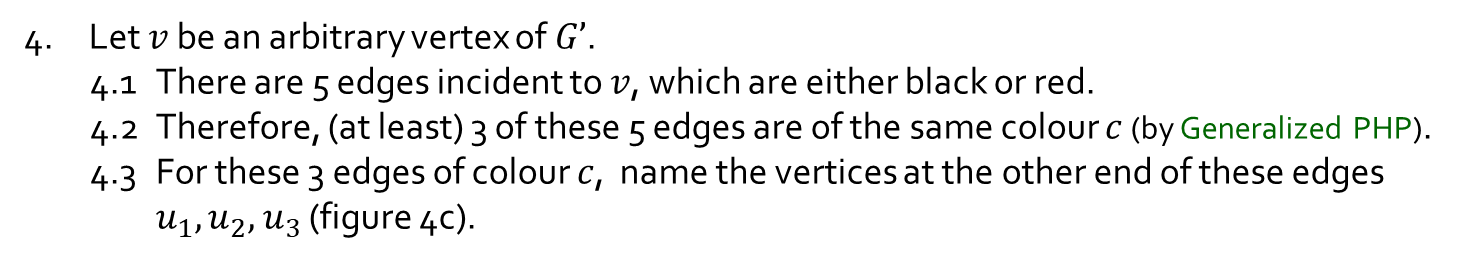 4. Let 𝑣 be an arbitrary vertex of 𝐺’.
4.1 There are 5 edges incident to 𝑣, which are either black or red.
4.2 Therefore, (at least) 3 of these 5 edges are of the same colour 𝑐 (by Generalized PHP).
4.3 For these 3 edges of colour 𝑐, name the vertices at the other end of these edges
𝑢₁, 𝑢₂, 𝑢₃ (figure 4c).